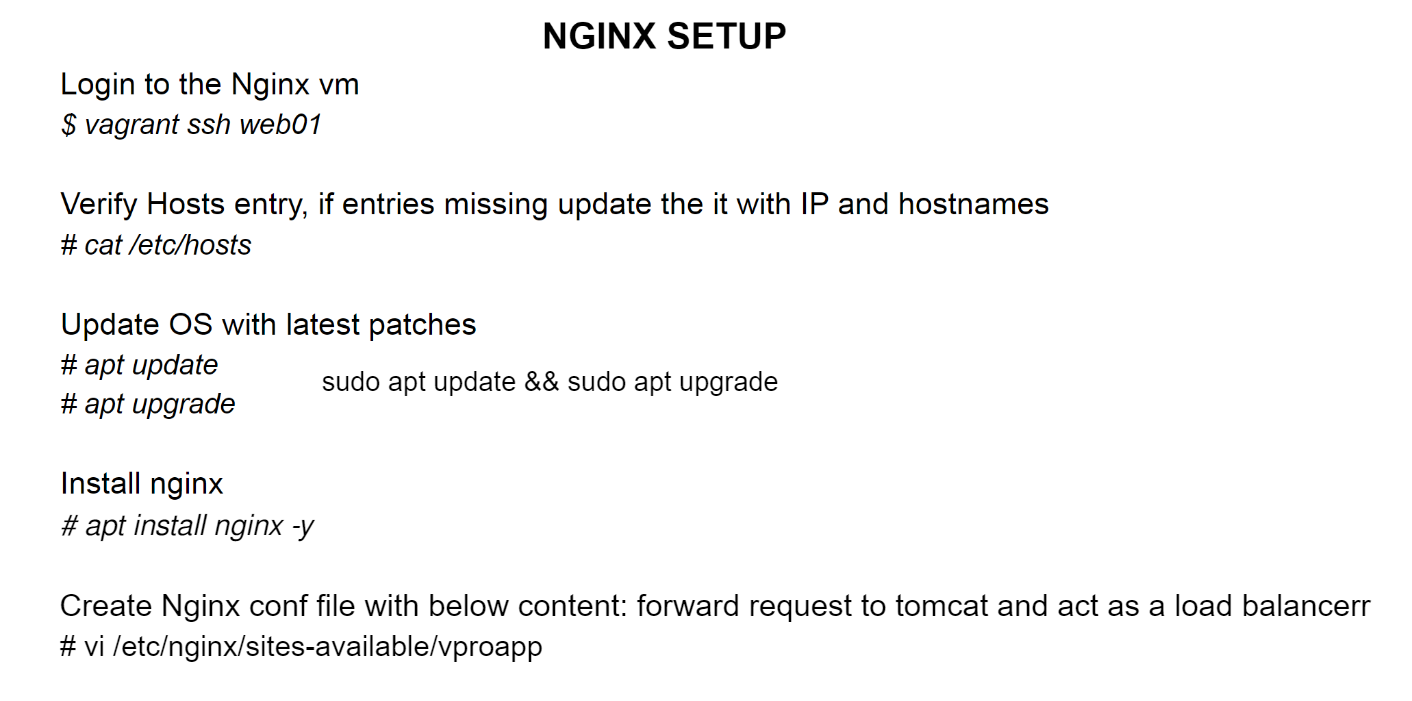 NGINX SETUP
Login to the Nginx vm
$ vagrant ssh web01
Verify Hosts entry, if entries missing update the it with IP and hostnames
# cat /etc/hosts
Update OS with latest patches
# apt update
sudo apt update && sudo apt upgrade
# apt upgrade
Install nginx
# apt install nginx -y
Create Nginx conf file with below content: forward request to tomcat and act as a load balancerr
# vi /etc/nginx/sites-available/vproapp